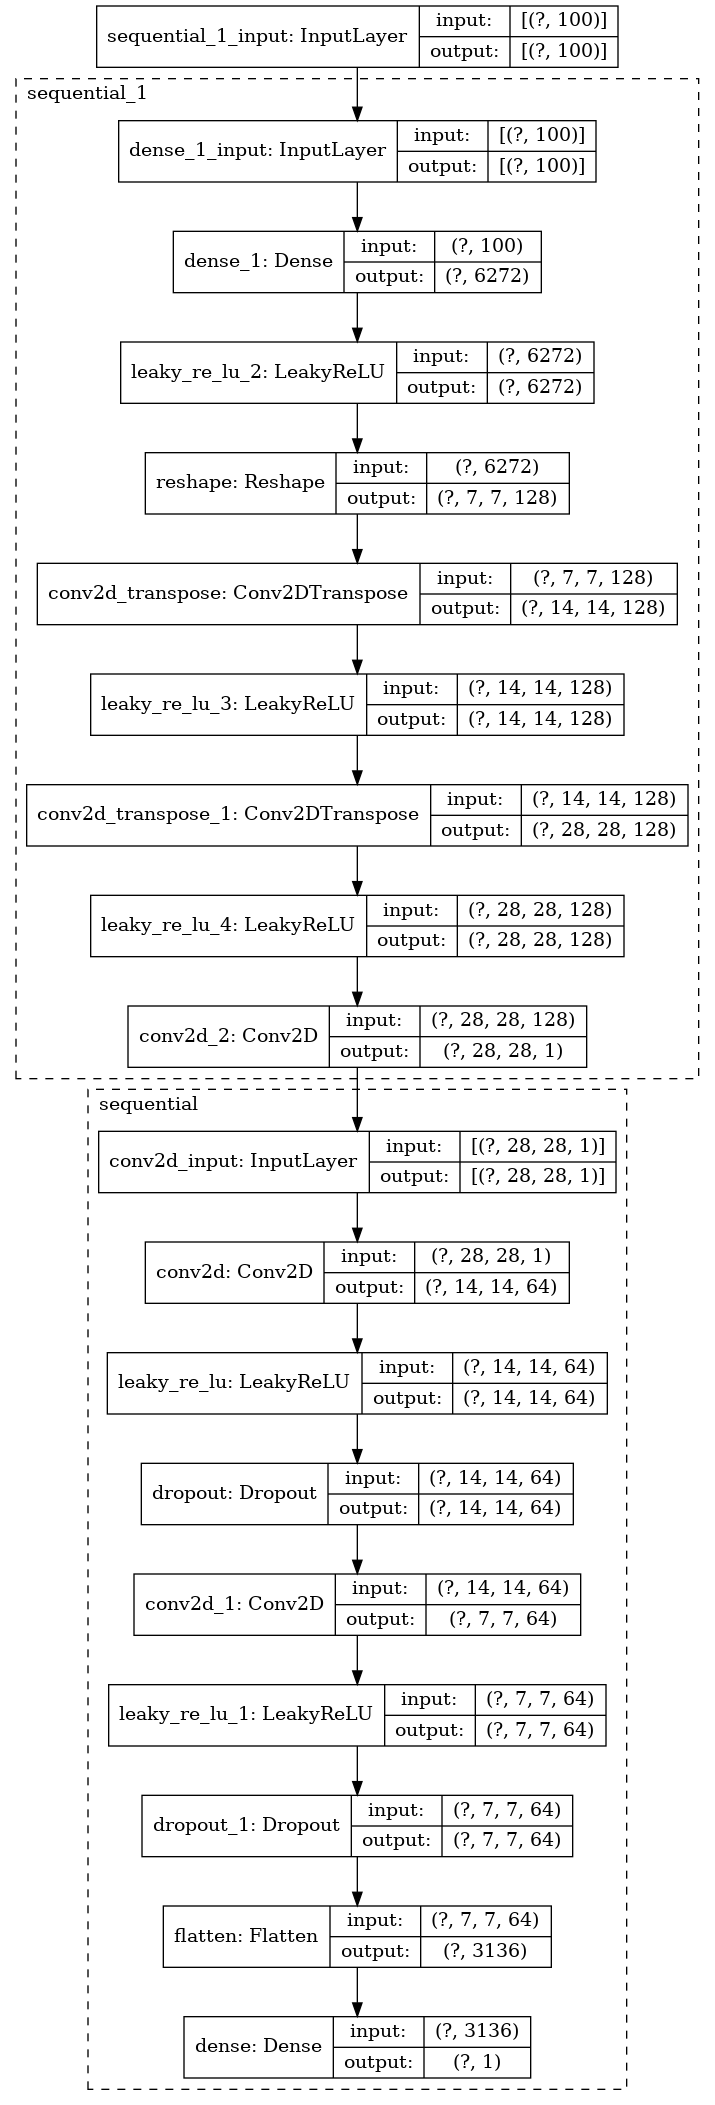 sequential_1_input: InputLayer
input: [(?, 100)]
output: [(?, 100)]
sequential_1
dense_1_input: InputLayer
input: [(?, 100)]
output: [(?, 100)]
dense_1: Dense
input: (?, 100)
output: (?, 6272)
leaky_re_lu_2: LeakyReLU
input: (?, 6272)
output: (?, 6272)
reshape: Reshape
input: (?, 6272)
output: (?, 7, 7, 128)
conv2d_transpose: Conv2DTranspose
input: (?, 7, 7, 128)
output: (?, 14, 14, 128)
leaky_re_lu_3: LeakyReLU
input: (?, 14, 14, 128)
output: (?, 14, 14, 128)
conv2d_transpose_1: Conv2DTranspose
input: (?, 14, 14, 128)
output: (?, 28, 28, 128)
leaky_re_lu_4: LeakyReLU
input: (?, 28, 28, 128)
output: (?, 28, 28, 128)
conv2d_2: Conv2D
input: (?, 28, 28, 128)
output: (?, 28, 28, 1)
sequential
conv2d_input: InputLayer
input: [(?, 28, 28, 1)]
output: [(?, 28, 28, 1)]
conv2d: Conv2D
input: (?, 28, 28, 1)
output: (?, 14, 14, 64)
leaky_re_lu: LeakyReLU
input: (?, 14, 14, 64)
output: (?, 14, 14, 64)
dropout: Dropout
input: (?, 14, 14, 64)
output: (?, 14, 14, 64)
conv2d_1: Conv2D
input: (?, 14, 14, 64)
output: (?, 7, 7, 64)
leaky_re_lu_1: LeakyReLU
input: (?, 7, 7, 64)
output: (?, 7, 7, 64)
dropout_1: Dropout
input: (?, 7, 7, 64)
output: (?, 7, 7, 64)
flatten: Flatten
input: (?, 7, 7, 64)
output: (?, 3136)
dense: Dense
input: (?, 3136)
output: (?, 1)